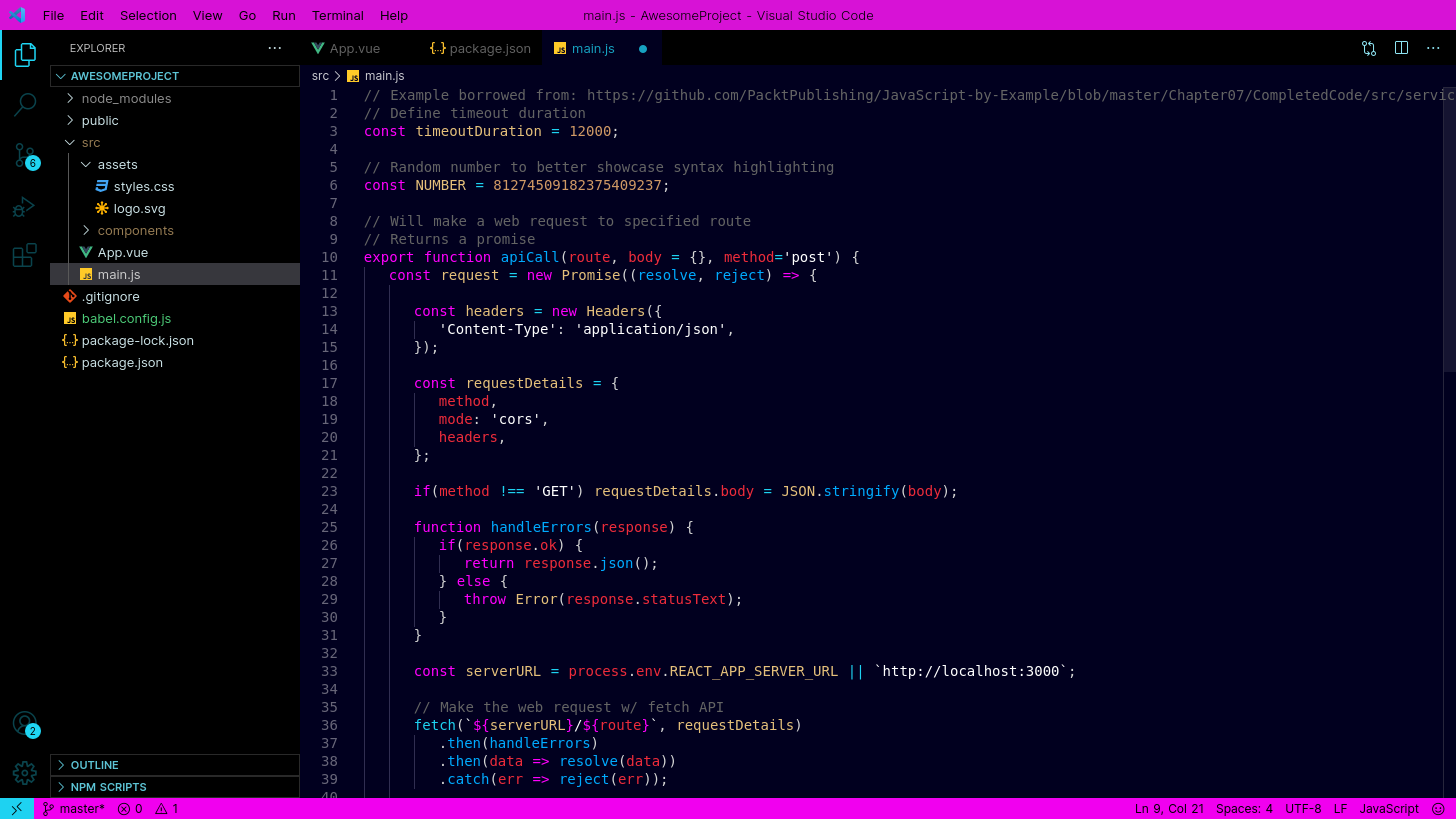 File Edit Selection View Go Run Terminal Help main.js - AwesomeProject - Visual Studio Code
EXPLORER
AWESOMEPROJECT
node_modules
public
src
assets
styles.css
logo.svg
components
App.vue
main.js
.gitignore
babel.config.js
package-lock.json
package.json
OUTLINE
NPM SCRIPTS
6
2
App.vue package.json main.js
src main.js
1 // Example borrowed from: https://github.com/PacktPublishing/JavaScript-by-Example/blob/master/Chapter07/CompletedCode/src/servic
2 // Define timeout duration
3 const timeoutDuration = 12000;
4
5 // Random number to better showcase syntax highlighting
6 const NUMBER = 81274509182375409237;
7
8 // Will make a web request to specified route
9 // Returns a promise
10 export function apiCall(route, body = {}, method='post') {
11 const request = new Promise((resolve, reject) => {
12
13 const headers = new Headers({
14 'Content-Type': 'application/json',
15 });
16
17 const requestDetails = {
18 method,
19 mode: 'cors',
20 headers,
21 };
22
23 if(method !== 'GET') requestDetails.body = JSON.stringify(body);
24
25 function handleErrors(response) {
26 if(response.ok) {
27 return response.json();
28 } else {
29 throw Error(response.statusText);
30 }
31 }
32
33 const serverURL = process.env.REACT_APP_SERVER_URL || `http://localhost:3000`;
34
35 // Make the web request w/ fetch API
36 fetch(`${serverURL}/${route}`, requestDetails)
37 .then(handleErrors)
38 .then(data => resolve(data))
39 .catch(err => reject(err));
40
master* 0 1 Ln 9, Col 21 Spaces: 4 UTF-8 LF JavaScript